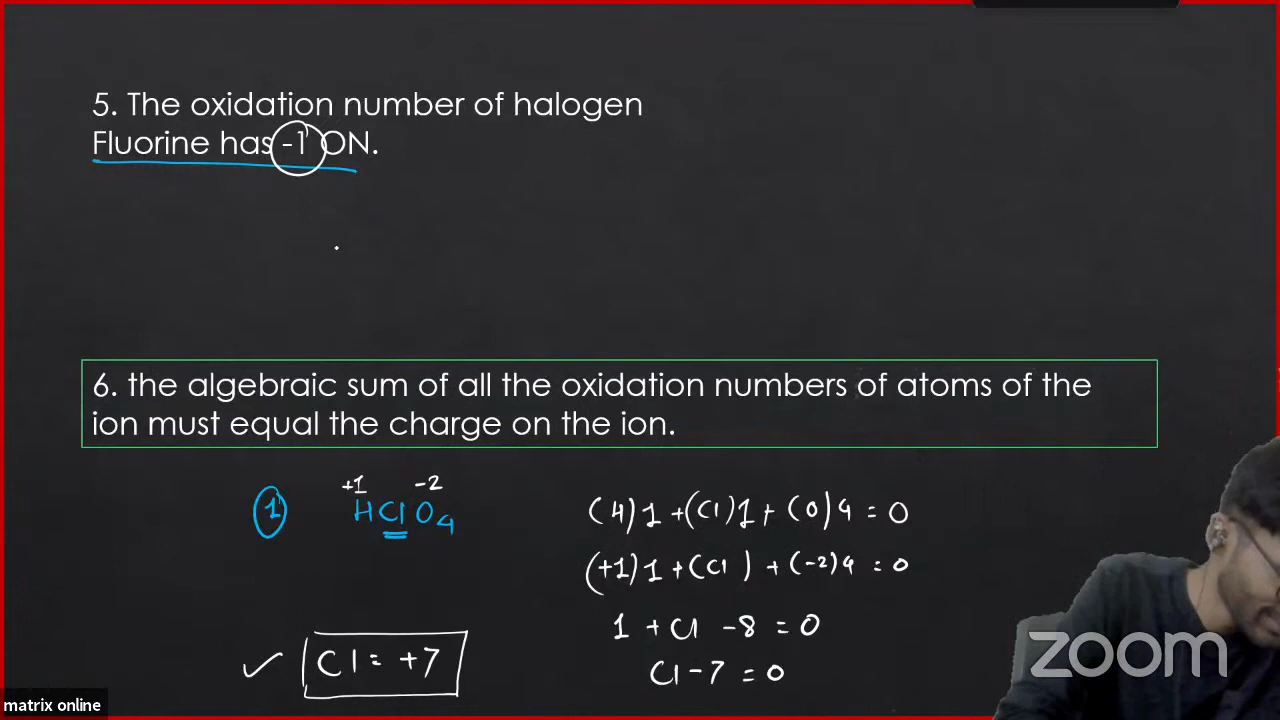 5. The oxidation number of halogen
Fluorine has -1 ON.
6. the algebraic sum of all the oxidation numbers of atoms of the
ion must equal the charge on the ion.
+1 -2
1 HClO4
(H)1 + (Cl)1 + (O)4 = 0
(+1)1 + (Cl) + (-2)4 = 0
1 + Cl - 8 = 0
Cl - 7 = 0
✓ Cl = +7
zoom
matrix online